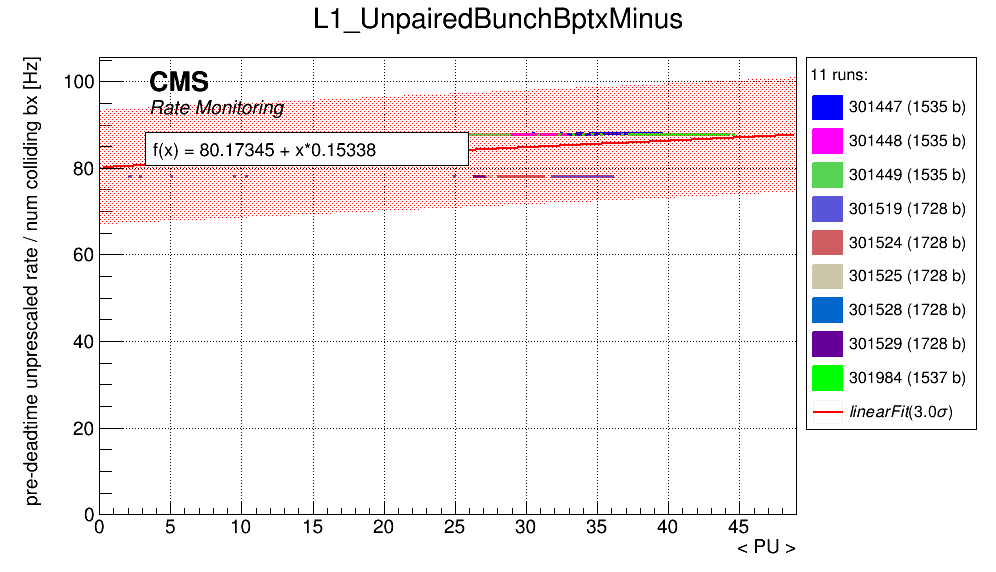 L1_UnpairedBunchBptxMinus
pre-deadtime unprescaled rate / num colliding bx [Hz]
100
80
60
40
20
0
CMS
Rate Monitoring
f(x) = 80.17345 + x*0.15338
0 5 10 15 20 25 30 35 40 45
< PU >
11 runs:
301447 (1535 b)
301448 (1535 b)
301449 (1535 b)
301519 (1728 b)
301524 (1728 b)
301525 (1728 b)
301528 (1728 b)
301529 (1728 b)
301984 (1537 b)
linearFit(3.0σ)